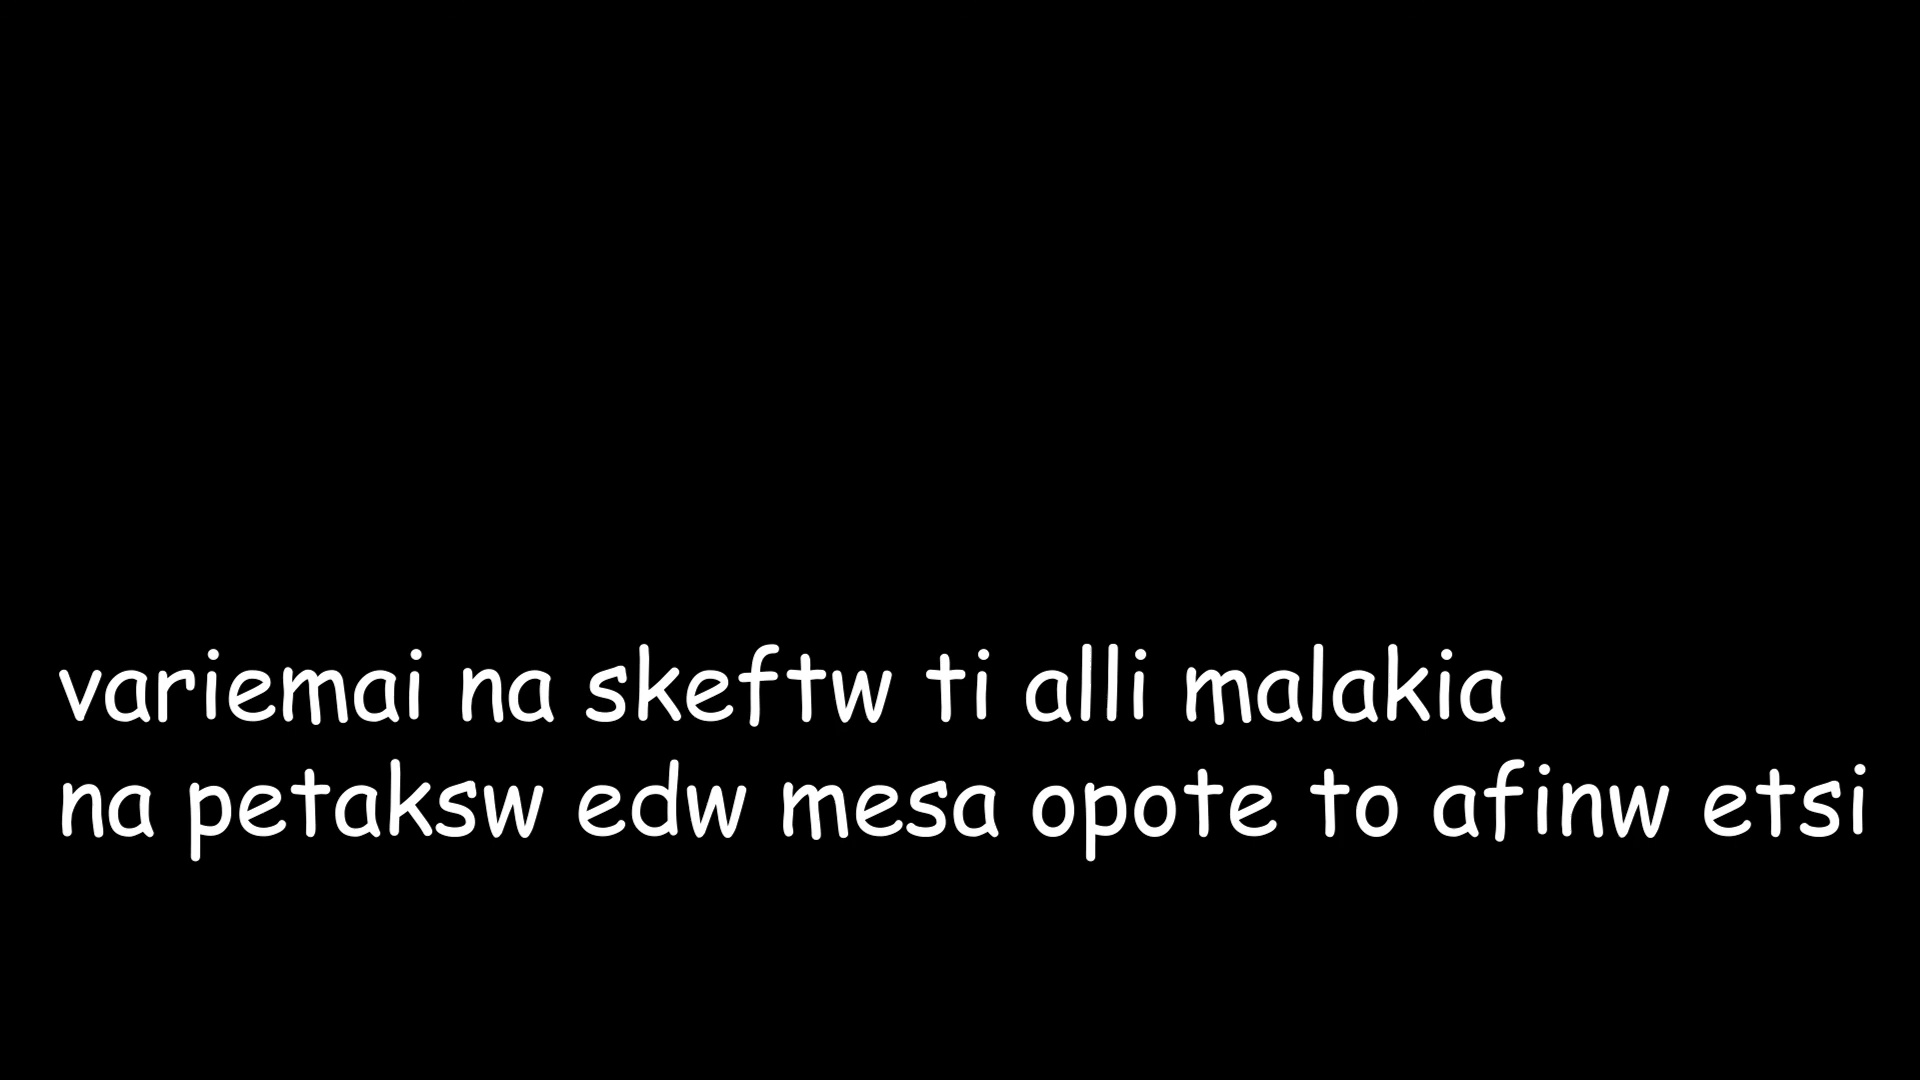 variemai na skeftw ti alli malakia
na petaksw edw mesa opote to afinw etsi